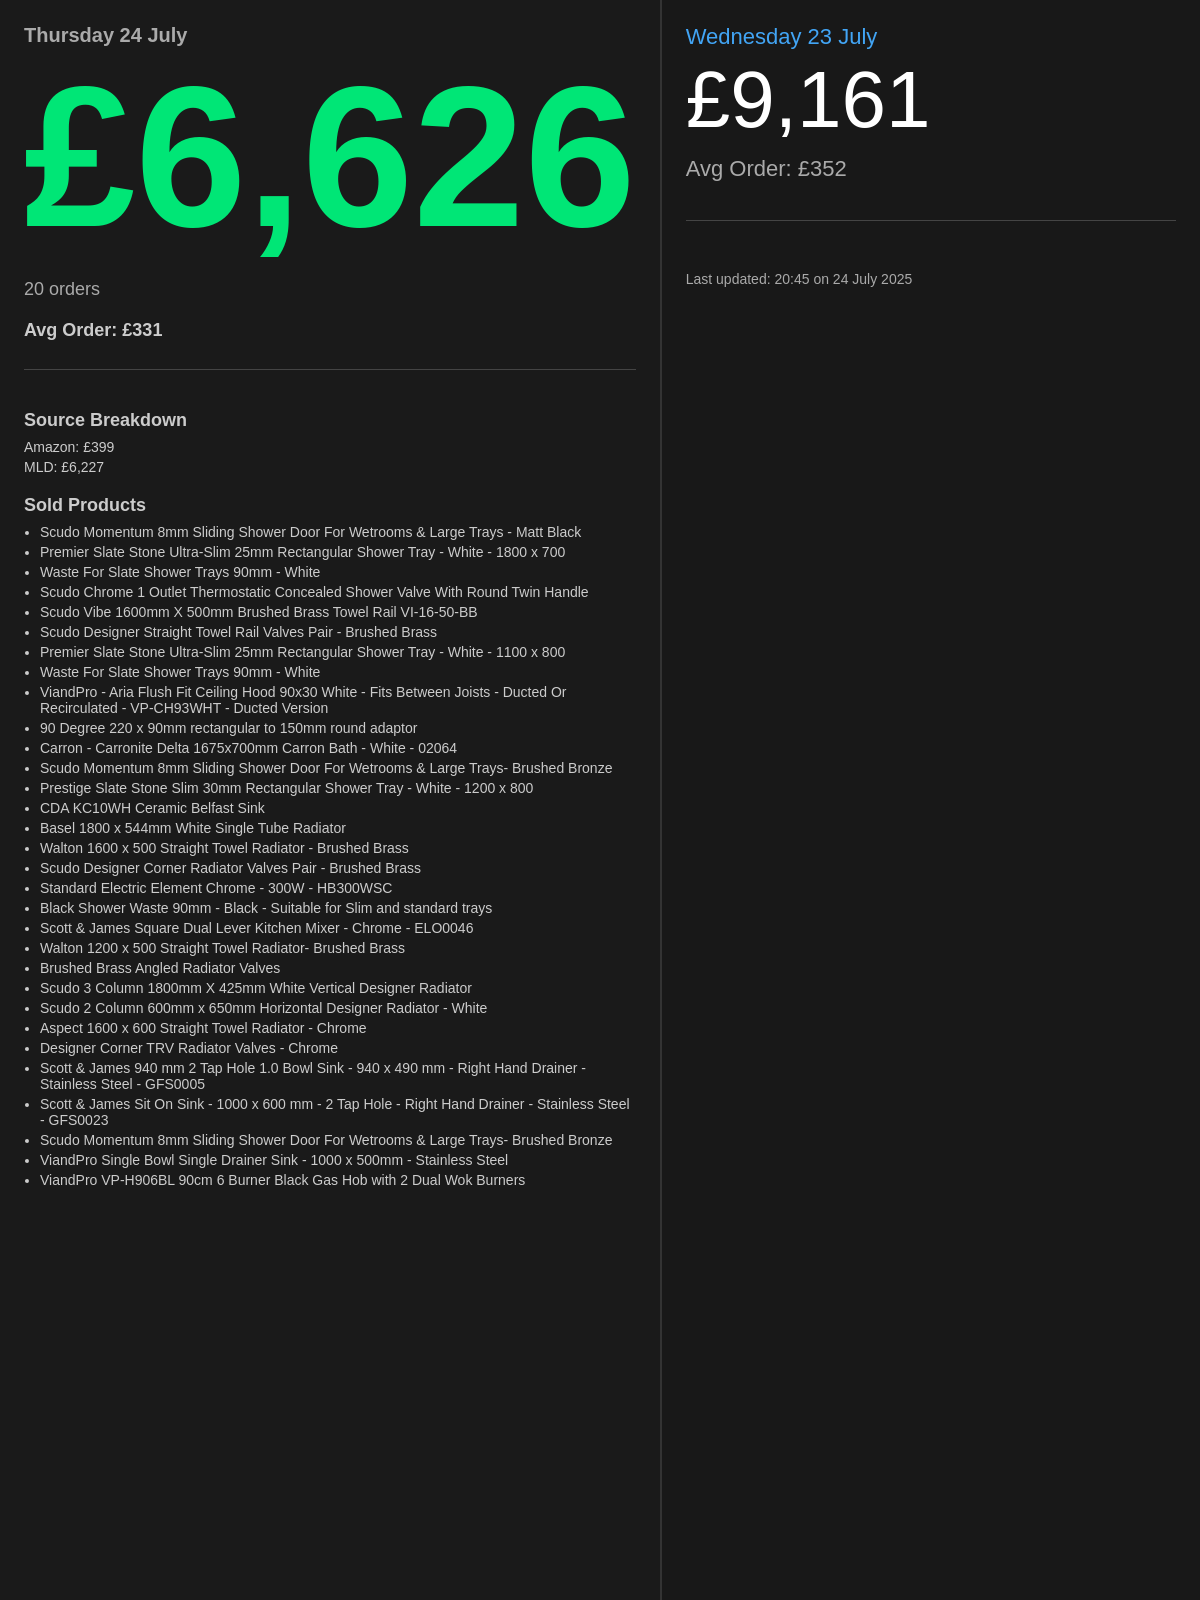 Thursday 24 July
£6,626
20 orders
Avg Order: £331
Source Breakdown
Amazon: £399
MLD: £6,227
Sold Products
• Scudo Momentum 8mm Sliding Shower Door For Wetrooms & Large Trays - Matt Black
• Premier Slate Stone Ultra-Slim 25mm Rectangular Shower Tray - White - 1800 x 700
• Waste For Slate Shower Trays 90mm - White
• Scudo Chrome 1 Outlet Thermostatic Concealed Shower Valve With Round Twin Handle
• Scudo Vibe 1600mm X 500mm Brushed Brass Towel Rail VI-16-50-BB
• Scudo Designer Straight Towel Rail Valves Pair - Brushed Brass
• Premier Slate Stone Ultra-Slim 25mm Rectangular Shower Tray - White - 1100 x 800
• Waste For Slate Shower Trays 90mm - White
• ViandPro - Aria Flush Fit Ceiling Hood 90x30 White - Fits Between Joists - Ducted Or
Recirculated - VP-CH93WHT - Ducted Version
• 90 Degree 220 x 90mm rectangular to 150mm round adaptor
• Carron - Carronite Delta 1675x700mm Carron Bath - White - 02064
• Scudo Momentum 8mm Sliding Shower Door For Wetrooms & Large Trays- Brushed Bronze
• Prestige Slate Stone Slim 30mm Rectangular Shower Tray - White - 1200 x 800
• CDA KC10WH Ceramic Belfast Sink
• Basel 1800 x 544mm White Single Tube Radiator
• Walton 1600 x 500 Straight Towel Radiator - Brushed Brass
• Scudo Designer Corner Radiator Valves Pair - Brushed Brass
• Standard Electric Element Chrome - 300W - HB300WSC
• Black Shower Waste 90mm - Black - Suitable for Slim and standard trays
• Scott & James Square Dual Lever Kitchen Mixer - Chrome - ELO0046
• Walton 1200 x 500 Straight Towel Radiator- Brushed Brass
• Brushed Brass Angled Radiator Valves
• Scudo 3 Column 1800mm X 425mm White Vertical Designer Radiator
• Scudo 2 Column 600mm x 650mm Horizontal Designer Radiator - White
• Aspect 1600 x 600 Straight Towel Radiator - Chrome
• Designer Corner TRV Radiator Valves - Chrome
• Scott & James 940 mm 2 Tap Hole 1.0 Bowl Sink - 940 x 490 mm - Right Hand Drainer -
Stainless Steel - GFS0005
• Scott & James Sit On Sink - 1000 x 600 mm - 2 Tap Hole - Right Hand Drainer - Stainless Steel
- GFS0023
• Scudo Momentum 8mm Sliding Shower Door For Wetrooms & Large Trays- Brushed Bronze
• ViandPro Single Bowl Single Drainer Sink - 1000 x 500mm - Stainless Steel
• ViandPro VP-H906BL 90cm 6 Burner Black Gas Hob with 2 Dual Wok Burners
Wednesday 23 July
£9,161
Avg Order: £352
Last updated: 20:45 on 24 July 2025